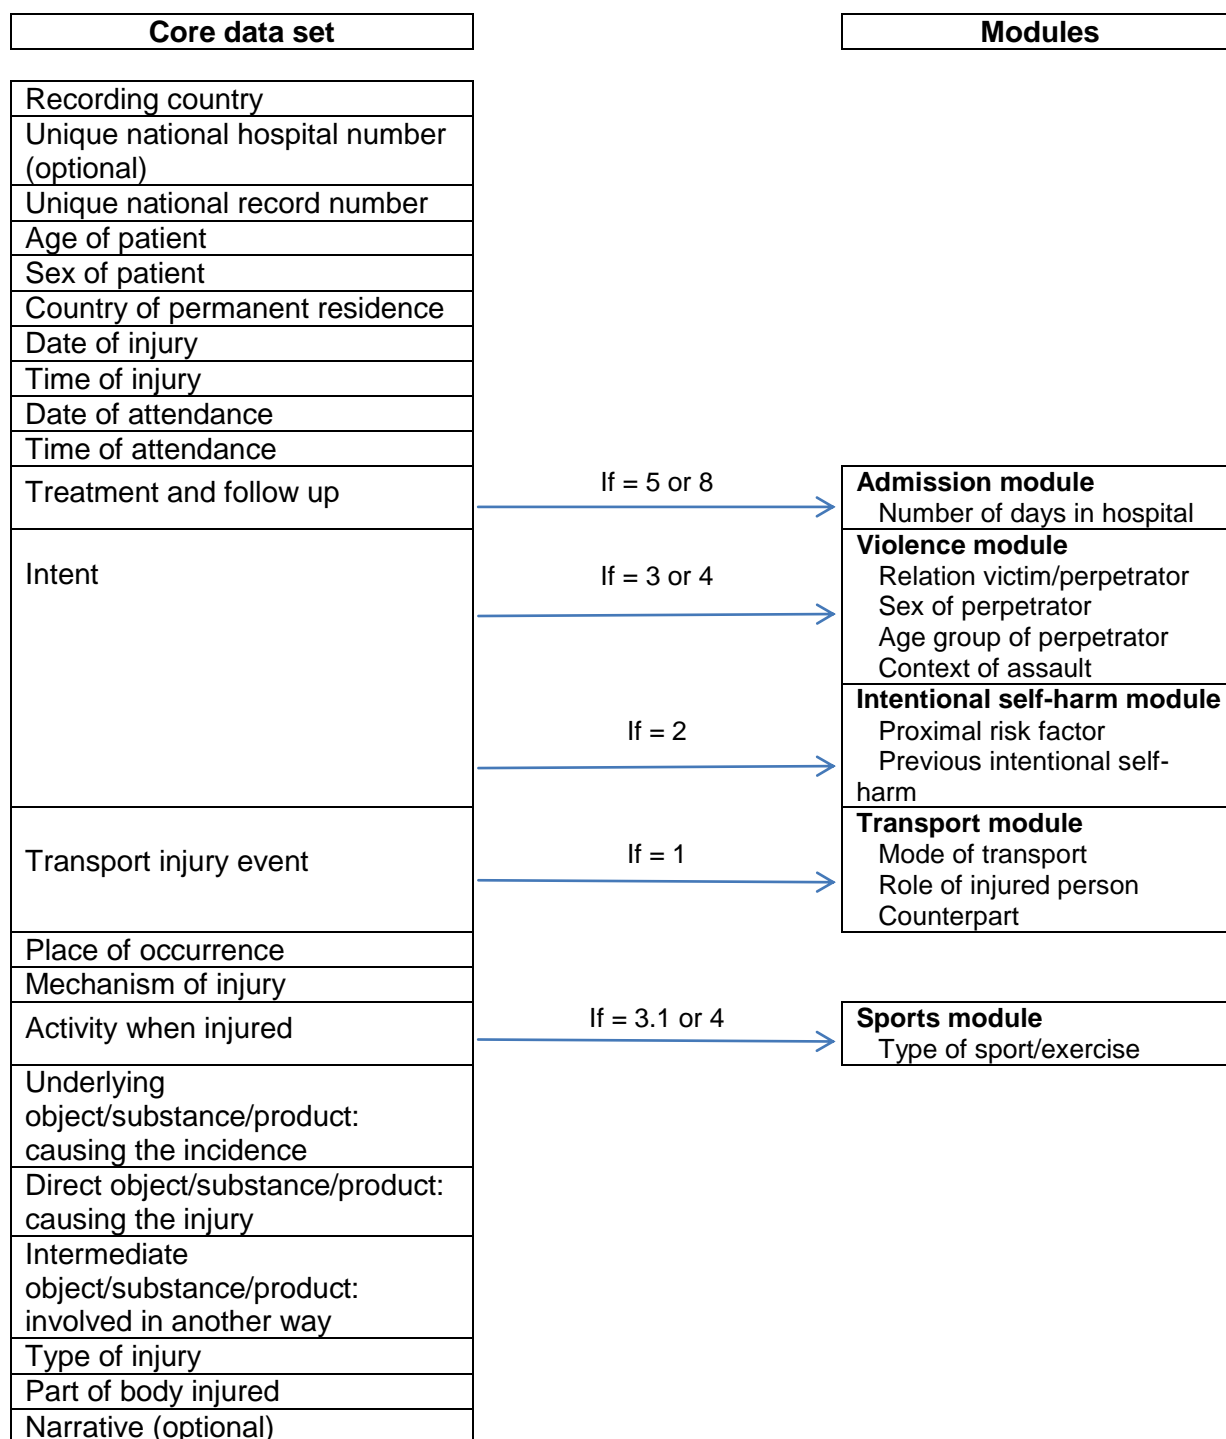 Core data set
Modules
Recording country
Unique national hospital number
(optional)
Unique national record number
Age of patient
Sex of patient
Country of permanent residence
Date of injury
Time of injury
Date of attendance
Time of attendance
Treatment and follow up
If = 5 or 8
Admission module
Number of days in hospital
Intent
If = 3 or 4
Violence module
Relation victim/perpetrator
Sex of perpetrator
Age group of perpetrator
Context of assault
If = 2
Intentional self-harm module
Proximal risk factor
Previous intentional self-
harm
Transport injury event
If = 1
Transport module
Mode of transport
Role of injured person
Counterpart
Place of occurrence
Mechanism of injury
Activity when injured
If = 3.1 or 4
Sports module
Type of sport/exercise
Underlying
object/substance/product:
causing the incidence
Direct object/substance/product:
causing the injury
Intermediate
object/substance/product:
involved in another way
Type of injury
Part of body injured
Narrative (optional)